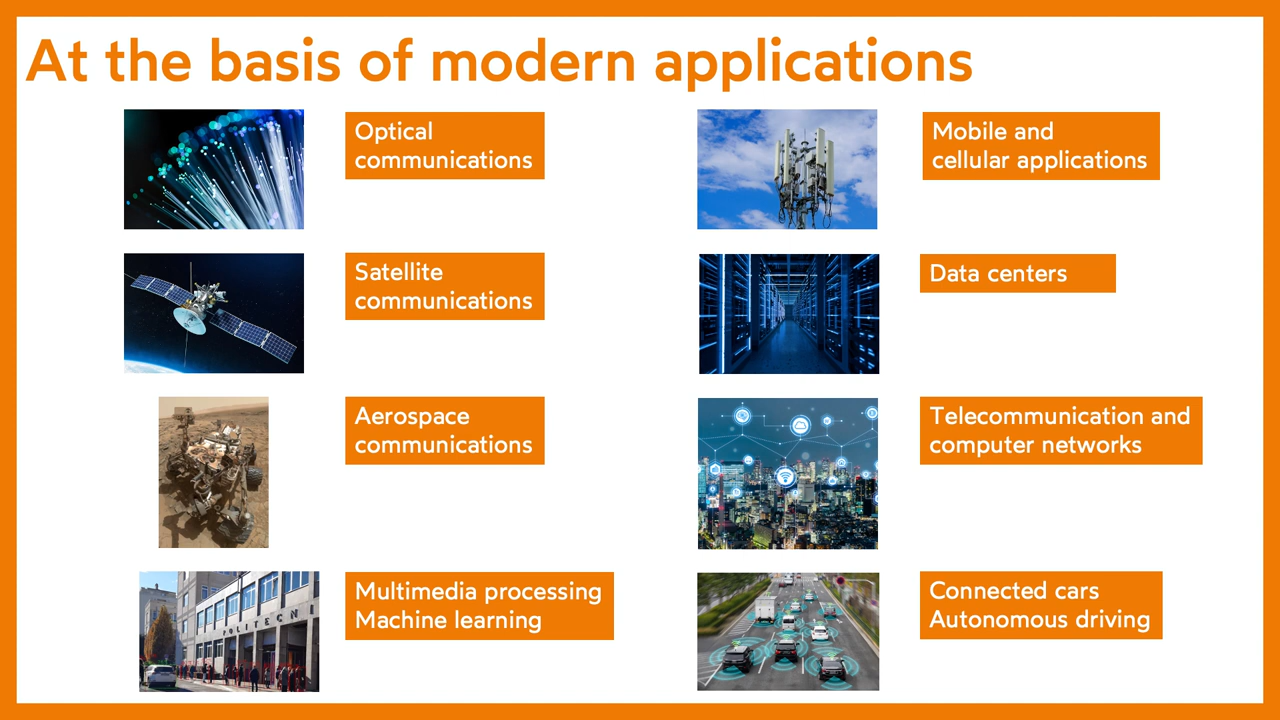 At the basis of modern applications
Optical
communications
Mobile and
cellular applications
Satellite
communications
Data centers
Aerospace
communications
Telecommunication and
computer networks
Multimedia processing
Machine learning
POLITECNI
Connected cars
Autonomous driving